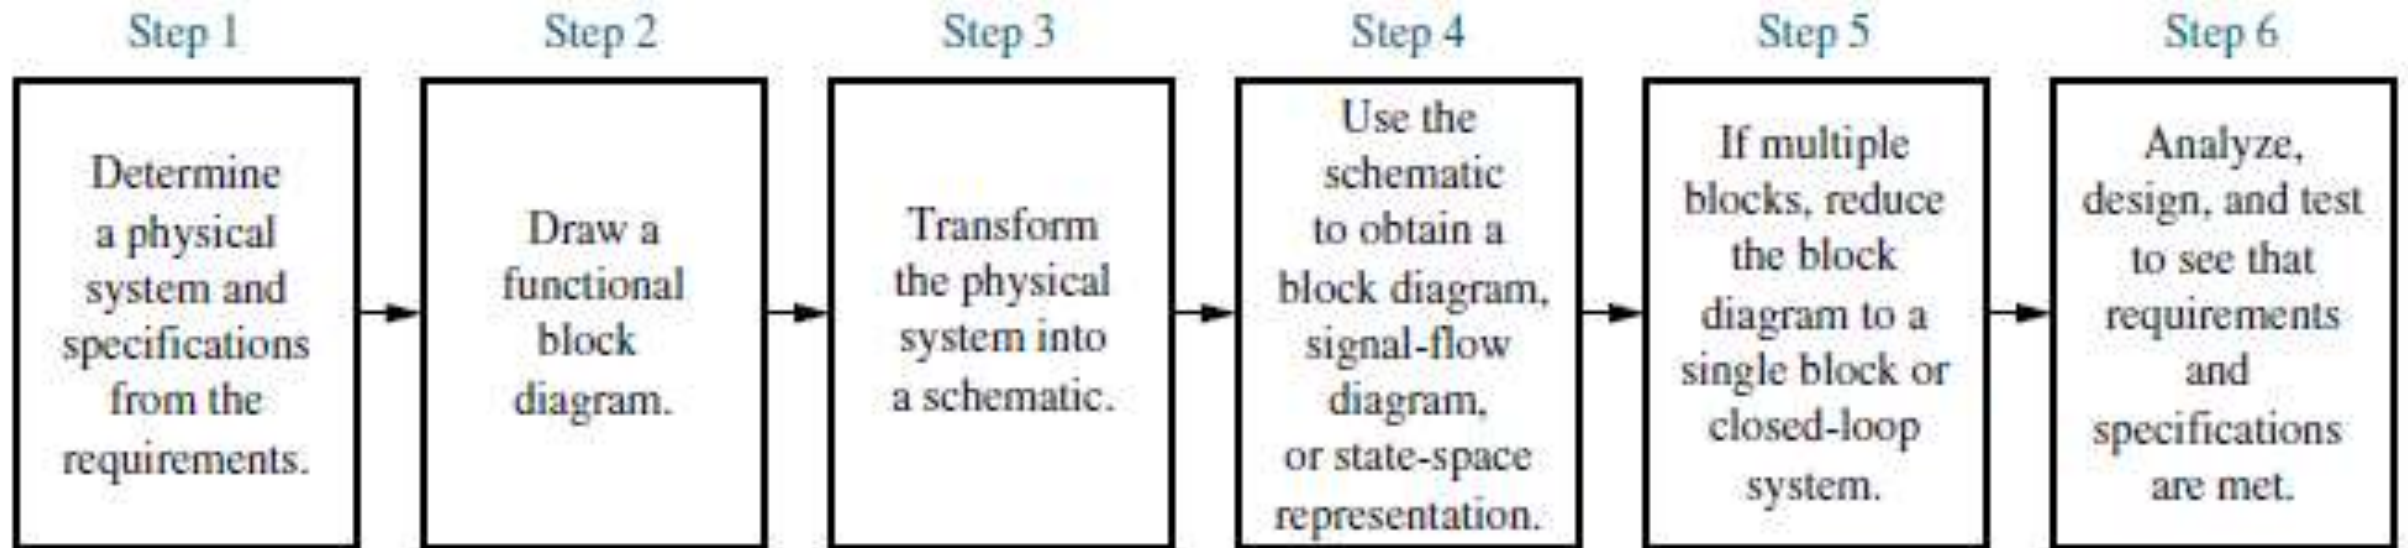 Step 1
Determine
a physical
system and
specifications
from the
requirements.
Step 2
Draw a
functional
block
diagram.
Step 3
Transform
the physical
system into
a schematic.
Step 4
Use the
schematic
to obtain a
block diagram,
signal-flow
diagram,
or state-space
representation.
Step 5
If multiple
blocks, reduce
the block
diagram to a
single block or
closed-loop
system.
Step 6
Analyze,
design, and test
to see that
requirements
and
specifications
are met.